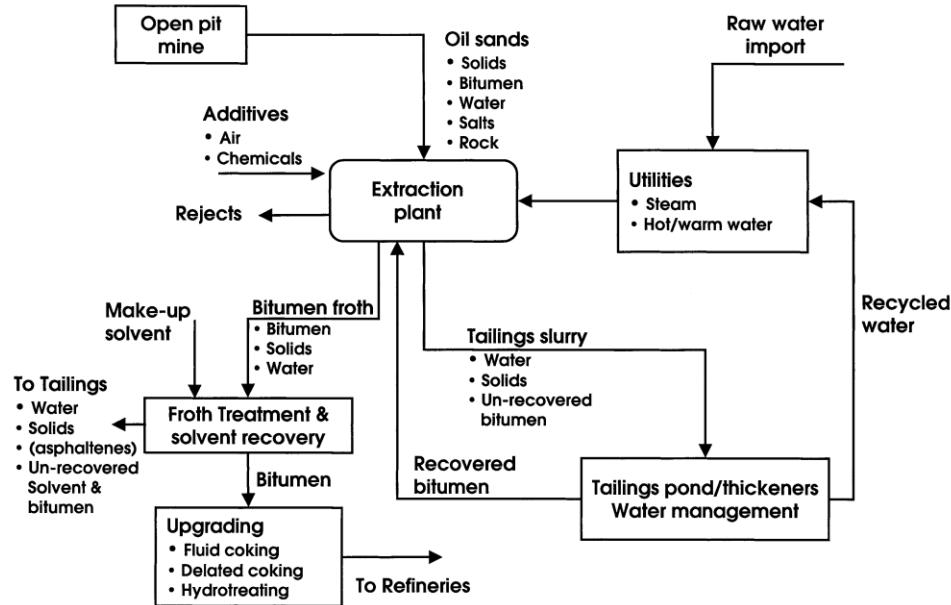 Open pit
mine
Oil sands
• Solids
• Bitumen
• Water
• Salts
• Rock
Raw water
import
Additives
• Air
• Chemicals
Extraction
plant
Utilities
• Steam
• Hot/warm water
Rejects
Make-up
solvent
Bitumen froth
• Bitumen
• Solids
• Water
Tailings slurry
• Water
• Solids
• Un-recovered
bitumen
Recycled
water
To Tailings
• Water
• Solids
• (asphaltenes)
• Un-recovered
Solvent &
bitumen
Froth Treatment &
solvent recovery
Bitumen
Recovered
bitumen
Tailings pond/thickeners
Water management
Upgrading
• Fluid coking
• Delated coking
• Hydrotreating
To Refineries